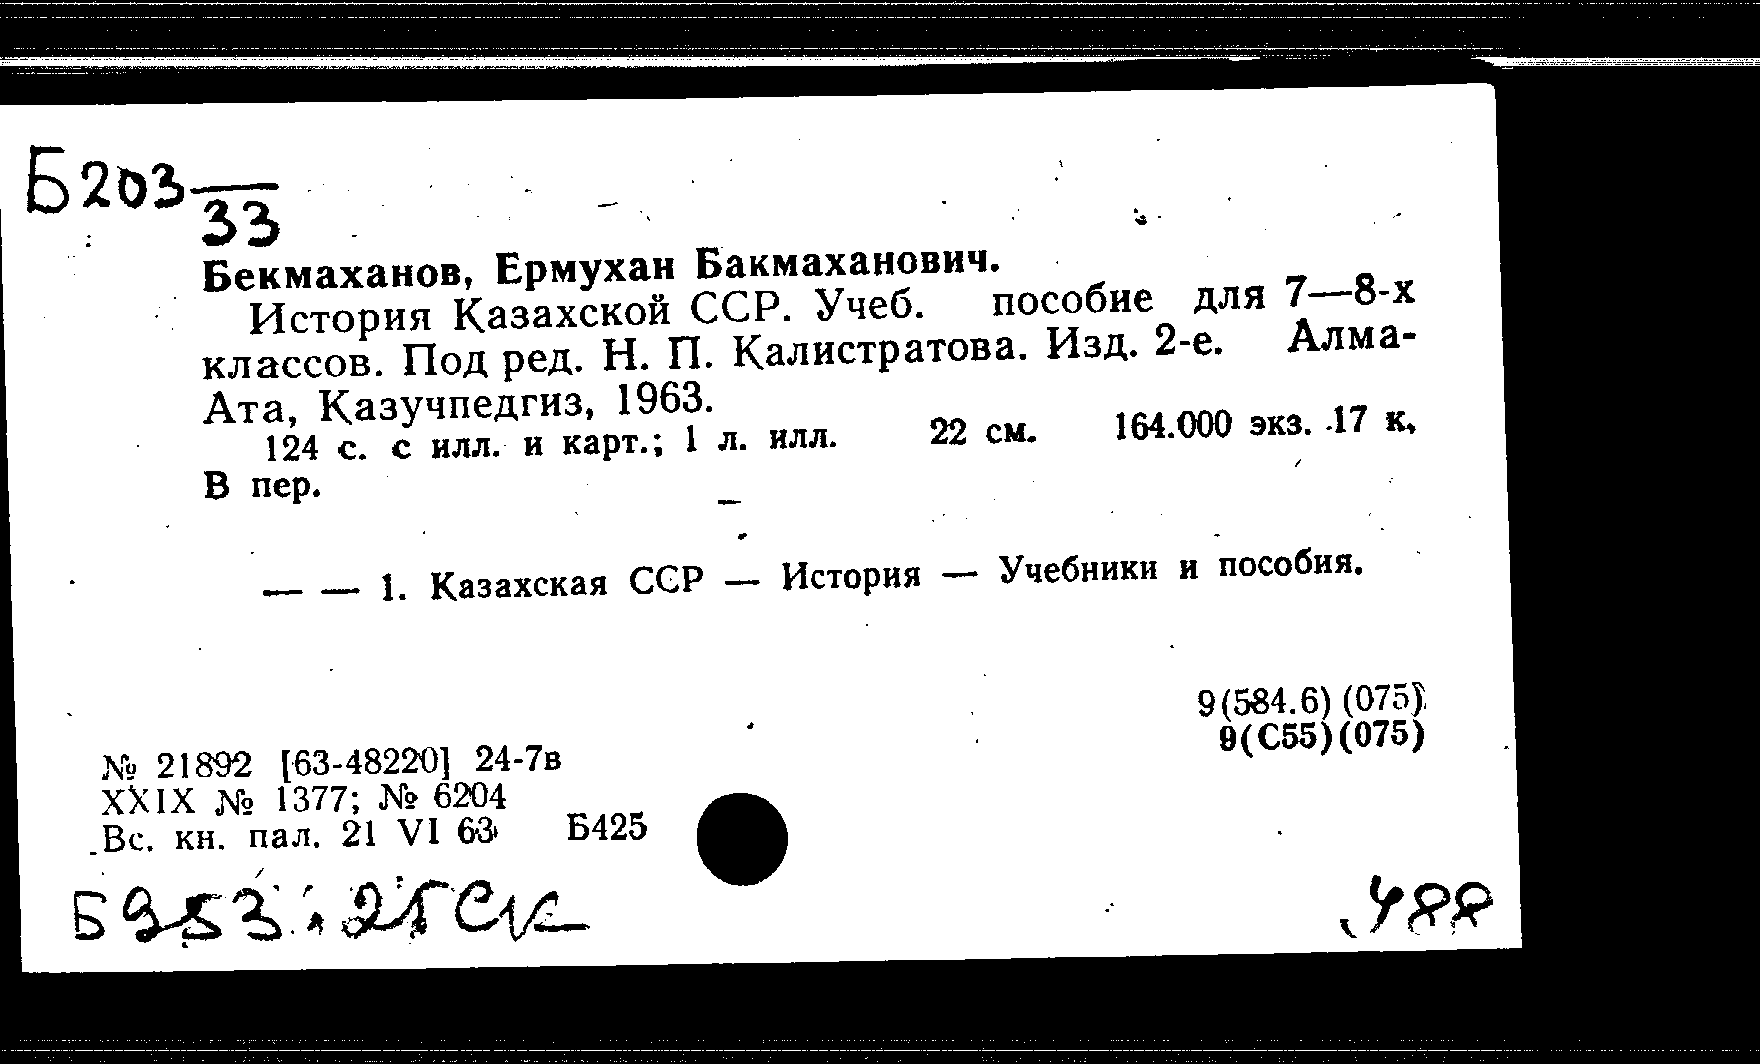 Б203
33
Бекмаханов, Ермухан Бакмаханович.
История Казахской ССР. Учеб. пособие для 7—8-х
классов. Под ред. Н. П. Калистратова. Изд. 2-е. Алма-
Ата, Казучпедгиз, 1963.
124 с. с илл. и карт.; 1 л. илл. 22 см. 164.000 экз. 17 к.
В пер.
— — 1. Казахская ССР — История — Учебники и пособия.
9(584.6)(075)
9(С55)(075)
№ 21892 [63-48220] 24-7в
XXIX № 1377; № 6204
Вс. кн. пал. 21 VI 63 Б425
488